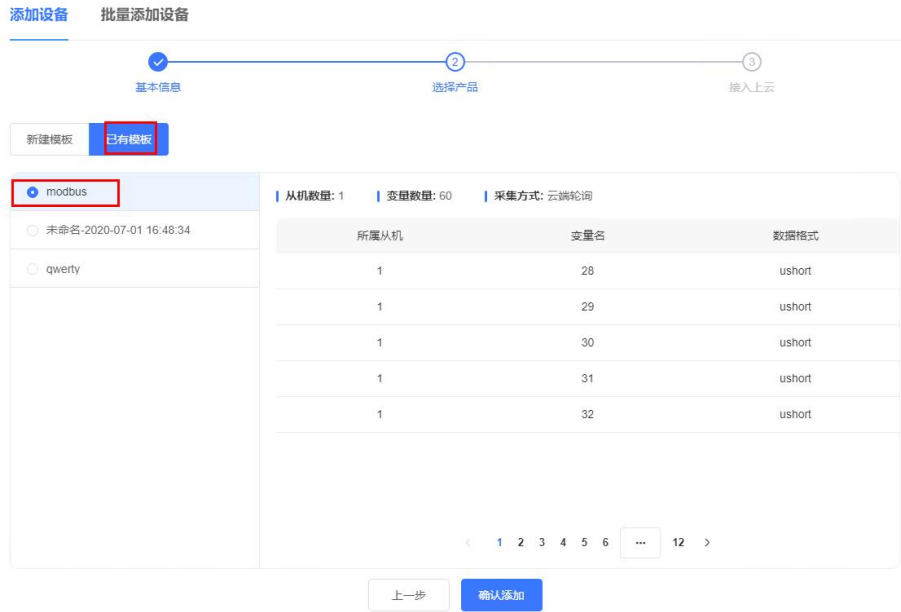 添加设备 批量添加设备
2 3
基本信息 选择产品 接入上云
新建模板 已有模板
modbus
未命名-2020-07-01 16:48:34
qwerty
从机数量: 1 变量数量: 60 采集方式: 云端轮询
所属从机 变量名 数据格式
1 28 ushort
1 29 ushort
1 30 ushort
1 31 ushort
1 32 ushort
< 1 2 3 4 5 6 ... 12 >
上一步 确认添加